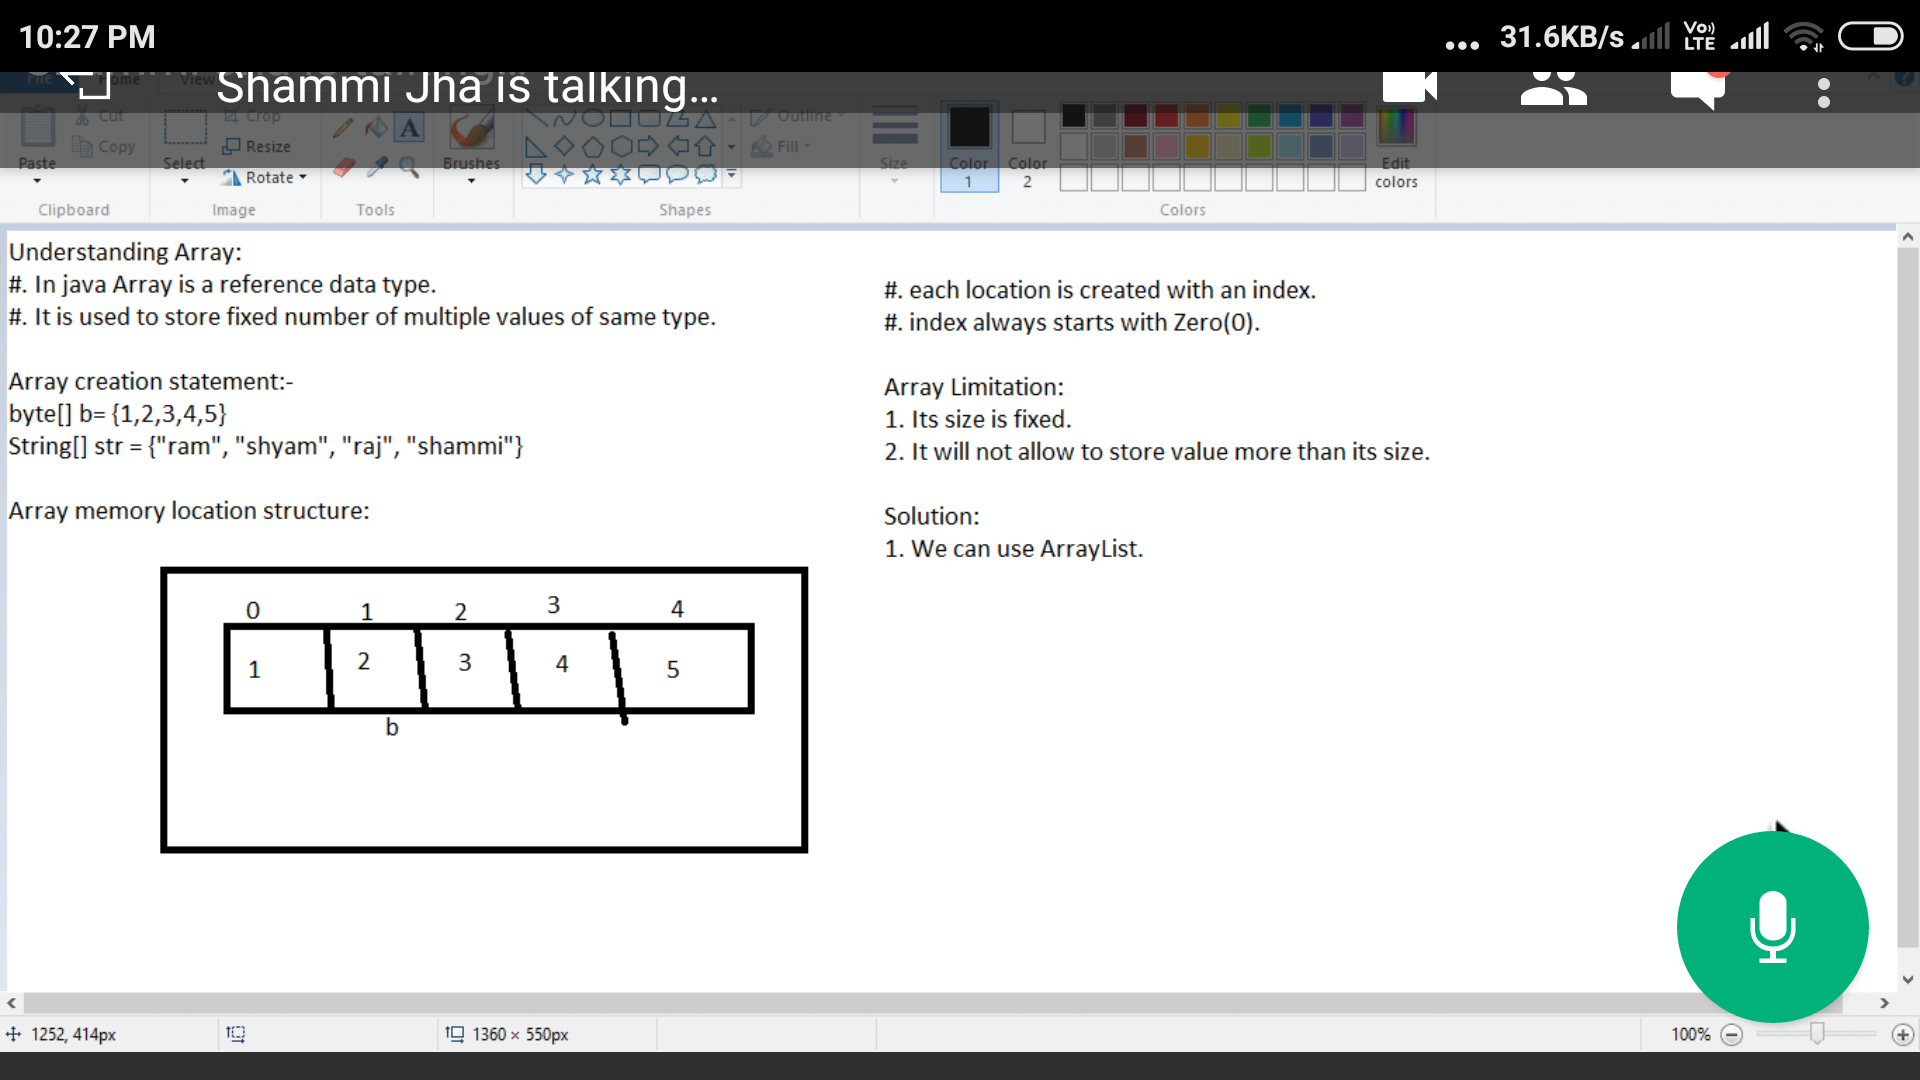 10:27 PM
31.6KB/s
Vo))
LTE
Shammi Jha is talking...
File
Home
View
Cut
Copy
Paste
Clipboard
Crop
Resize
Rotate
Select
Image
A
Tools
Brushes
Outline
Fill
Shapes
Size
Color
1
Color
2
Edit
colors
Colors
Understanding Array:
#. In java Array is a reference data type.
#. It is used to store fixed number of multiple values of same type.
Array creation statement:-
byte[] b= {1,2,3,4,5}
String[] str = {"ram", "shyam", "raj", "shammi"}
Array memory location structure:
0 1 2 3 4
1 2 3 4 5
b
#. each location is created with an index.
#. index always starts with Zero(0).
Array Limitation:
1. Its size is fixed.
2. It will not allow to store value more than its size.
Solution:
1. We can use ArrayList.
1252, 414px
1360 × 550px
100%